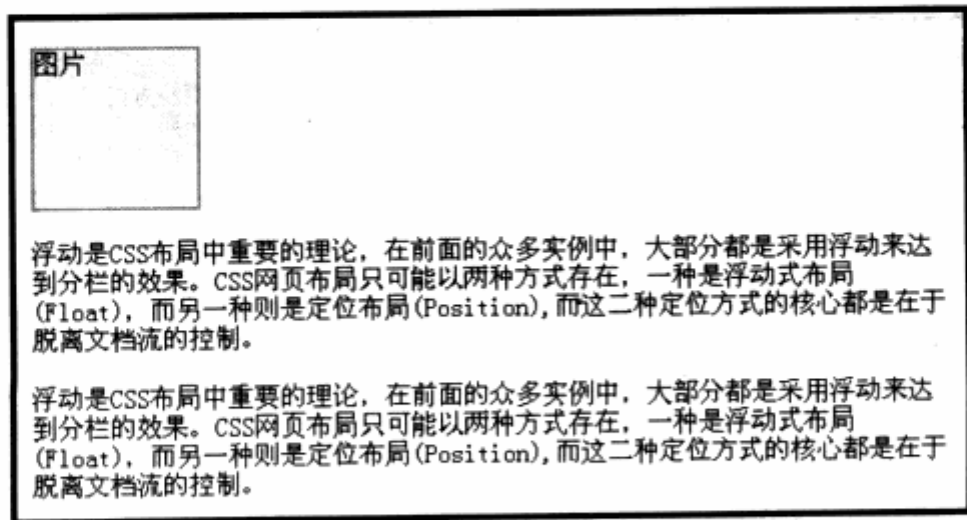 图片
浮动是CSS布局中重要的理论，在前面的众多实例中，大部分都是采用浮动来达
到分栏的效果。CSS网页布局只可能以两种方式存在，一种是浮动式布局
(Float)，而另一种则是定位布局(Position),而这二种定位方式的核心都是在于
脱离文档流的控制。
浮动是CSS布局中重要的理论，在前面的众多实例中，大部分都是采用浮动来达
到分栏的效果。CSS网页布局只可能以两种方式存在，一种是浮动式布局
(Float)，而另一种则是定位布局(Position),而这二种定位方式的核心都是在于
脱离文档流的控制。